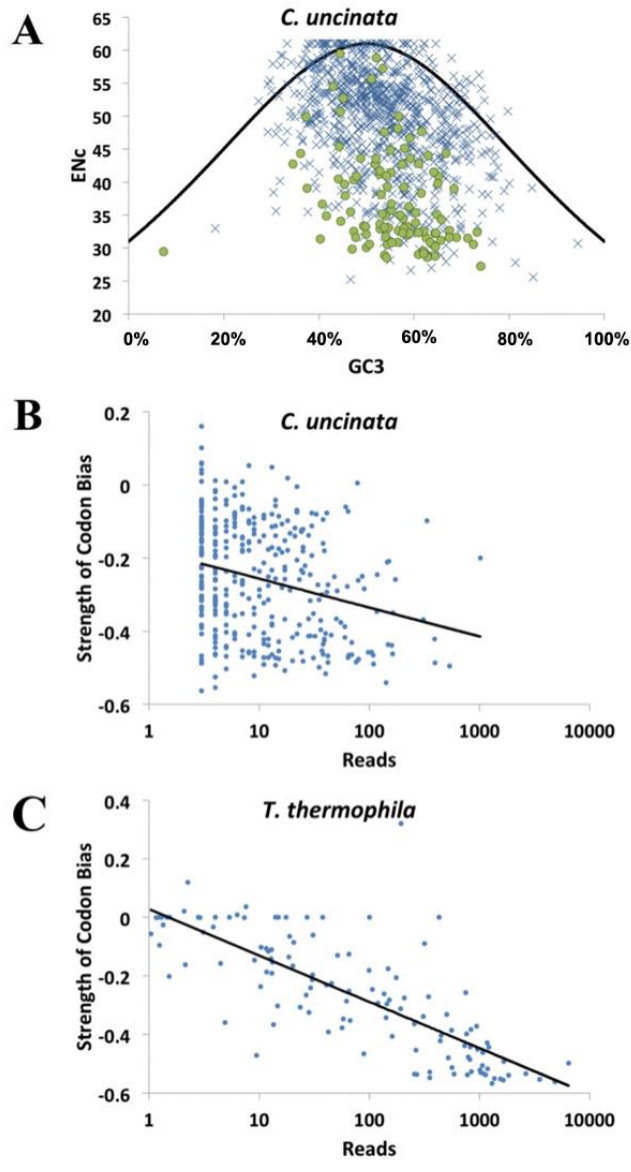 A
C. uncinata
65
60
55
50
45
40
35
30
25
20
ENc
0% 20% 40% 60% 80% 100%
GC3
B
C. uncinata
0.2
0
-0.2
-0.4
-0.6
Strength of Codon Bias
1 10 100 1000 10000
Reads
C
T. thermophila
0.4
0.2
0
-0.2
-0.4
-0.6
Strength of Codon Bias
1 10 100 1000 10000
Reads